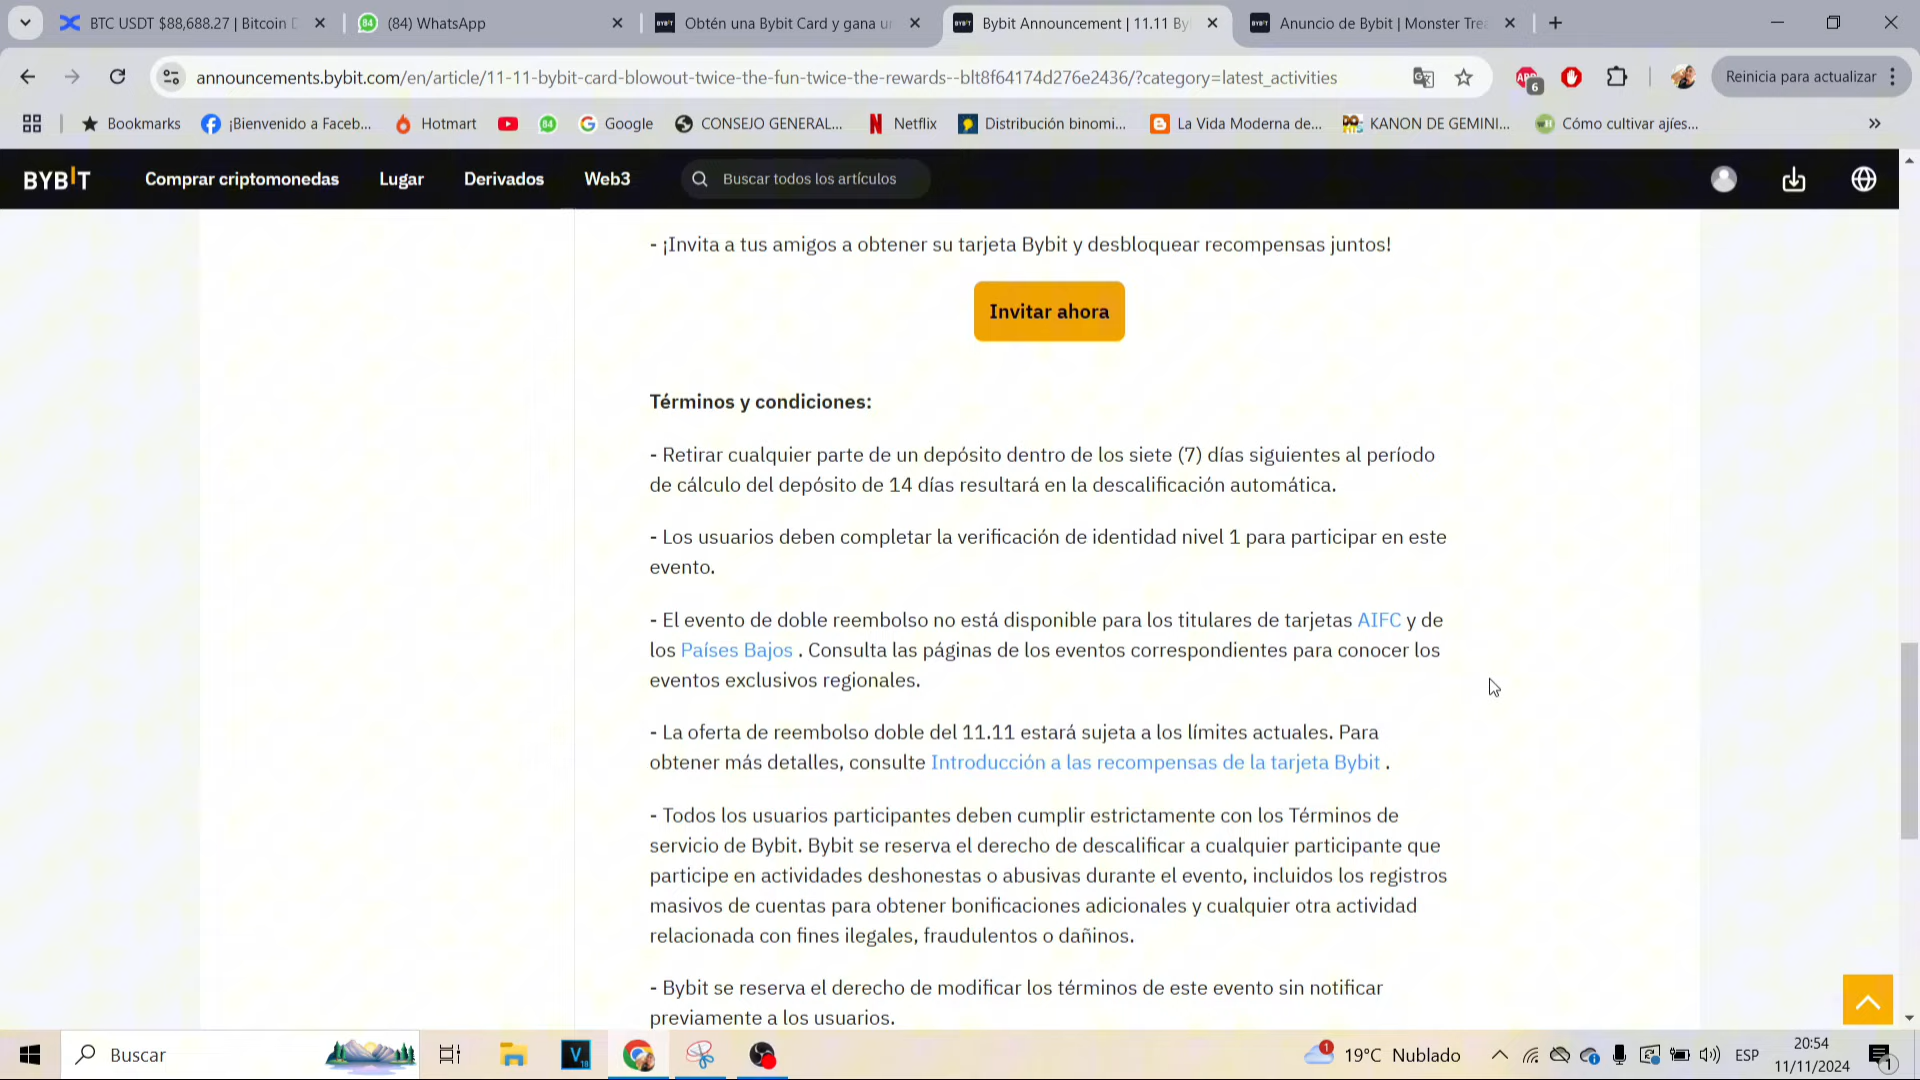 BTC USDT $88,688.27 | Bitcoin
84 (84) WhatsApp
Obtén una Bybit Card y gana
Bybit Announcement | 11.11 By
Anuncio de Bybit | Monster Tre
announcements.bybit.com/en/article/11-11-bybit-card-blowout-twice-the-fun-twice-the-rewards--blt8f64174d276e2436/?category=latest_activities
ABP 6
Reinicia para actualizar
Bookmarks
¡Bienvenido a Faceb...
Hotmart
Google
CONSEJO GENERAL...
Netflix
Distribución binomi...
La Vida Moderna de...
KANON DE GEMINI...
Cómo cultivar ajíes...
BYBIT Comprar criptomonedas Lugar Derivados Web3 Buscar todos los artículos
- ¡Invita a tus amigos a obtener su tarjeta Bybit y desbloquear recompensas juntos!
Invitar ahora
Términos y condiciones:
- Retirar cualquier parte de un depósito dentro de los siete (7) días siguientes al período
de cálculo del depósito de 14 días resultará en la descalificación automática.
- Los usuarios deben completar la verificación de identidad nivel 1 para participar en este
evento.
- El evento de doble reembolso no está disponible para los titulares de tarjetas AIFC y de
los Países Bajos . Consulta las páginas de los eventos correspondientes para conocer los
eventos exclusivos regionales.
- La oferta de reembolso doble del 11.11 estará sujeta a los límites actuales. Para
obtener más detalles, consulte Introducción a las recompensas de la tarjeta Bybit .
- Todos los usuarios participantes deben cumplir estrictamente con los Términos de
servicio de Bybit. Bybit se reserva el derecho de descalificar a cualquier participante que
participe en actividades deshonestas o abusivas durante el evento, incluidos los registros
masivos de cuentas para obtener bonificaciones adicionales y cualquier otra actividad
relacionada con fines ilegales, fraudulentos o dañinos.
- Bybit se reserva el derecho de modificar los términos de este evento sin notificar
previamente a los usuarios.
Buscar
1 19°C Nublado
ESP
20:54
11/11/2024
1